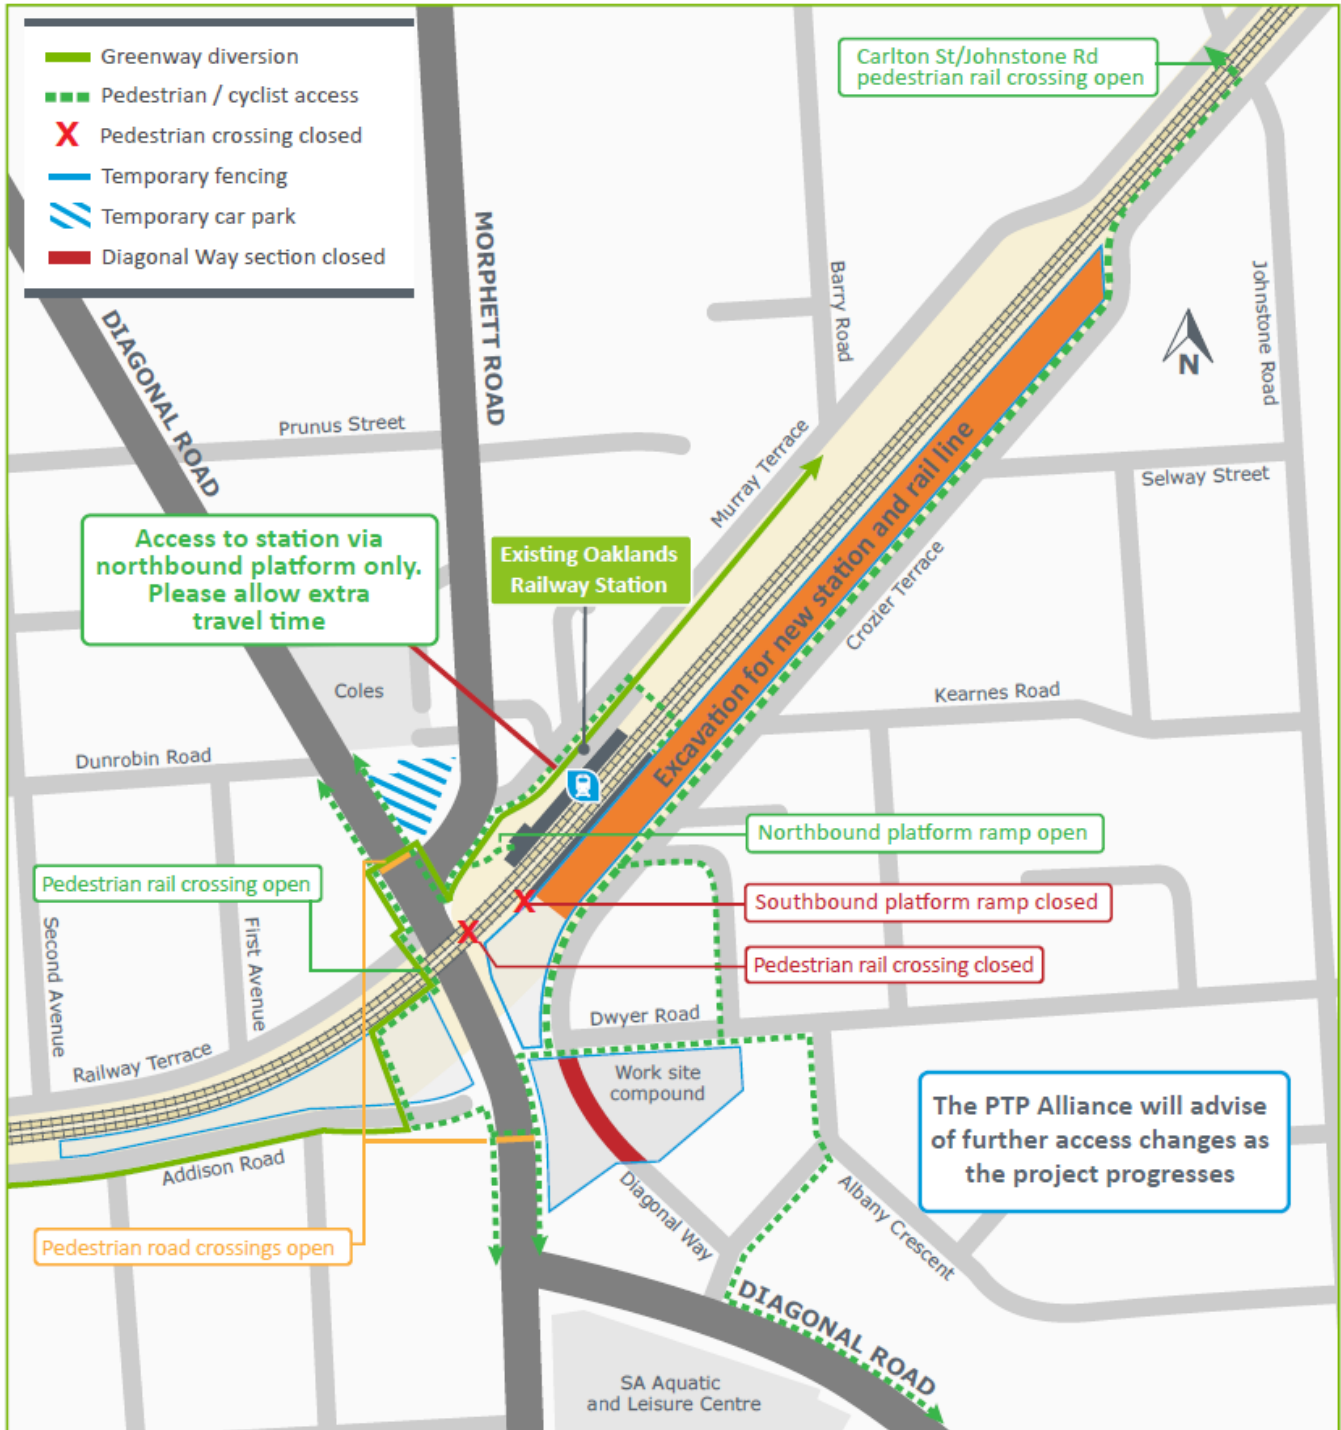 Greenway diversion
Pedestrian / cyclist access
X Pedestrian crossing closed
Temporary fencing
Temporary car park
Diagonal Way section closed
Carlton St/Johnstone Rd
pedestrian rail crossing open
MORPHETT ROAD
DIAGONAL ROAD
Barry Road
Johnstone Road
N
Prunus Street
Murray Terrace
Selway Street
Access to station via
northbound platform only.
Please allow extra
travel time
Existing Oaklands
Railway Station
Excavation for new station and rail line
Crozier Terrace
Coles
Kearnes Road
Dunrobin Road
Northbound platform ramp open
Pedestrian rail crossing open
X
Southbound platform ramp closed
X
Pedestrian rail crossing closed
Second Avenue
First Avenue
Dwyer Road
Railway Terrace
Work site
compound
The PTP Alliance will advise
of further access changes as
the project progresses
Addison Road
Diagonal Way
Albany Crescent
Pedestrian road crossings open
DIAGONAL ROAD
SA Aquatic
and Leisure Centre